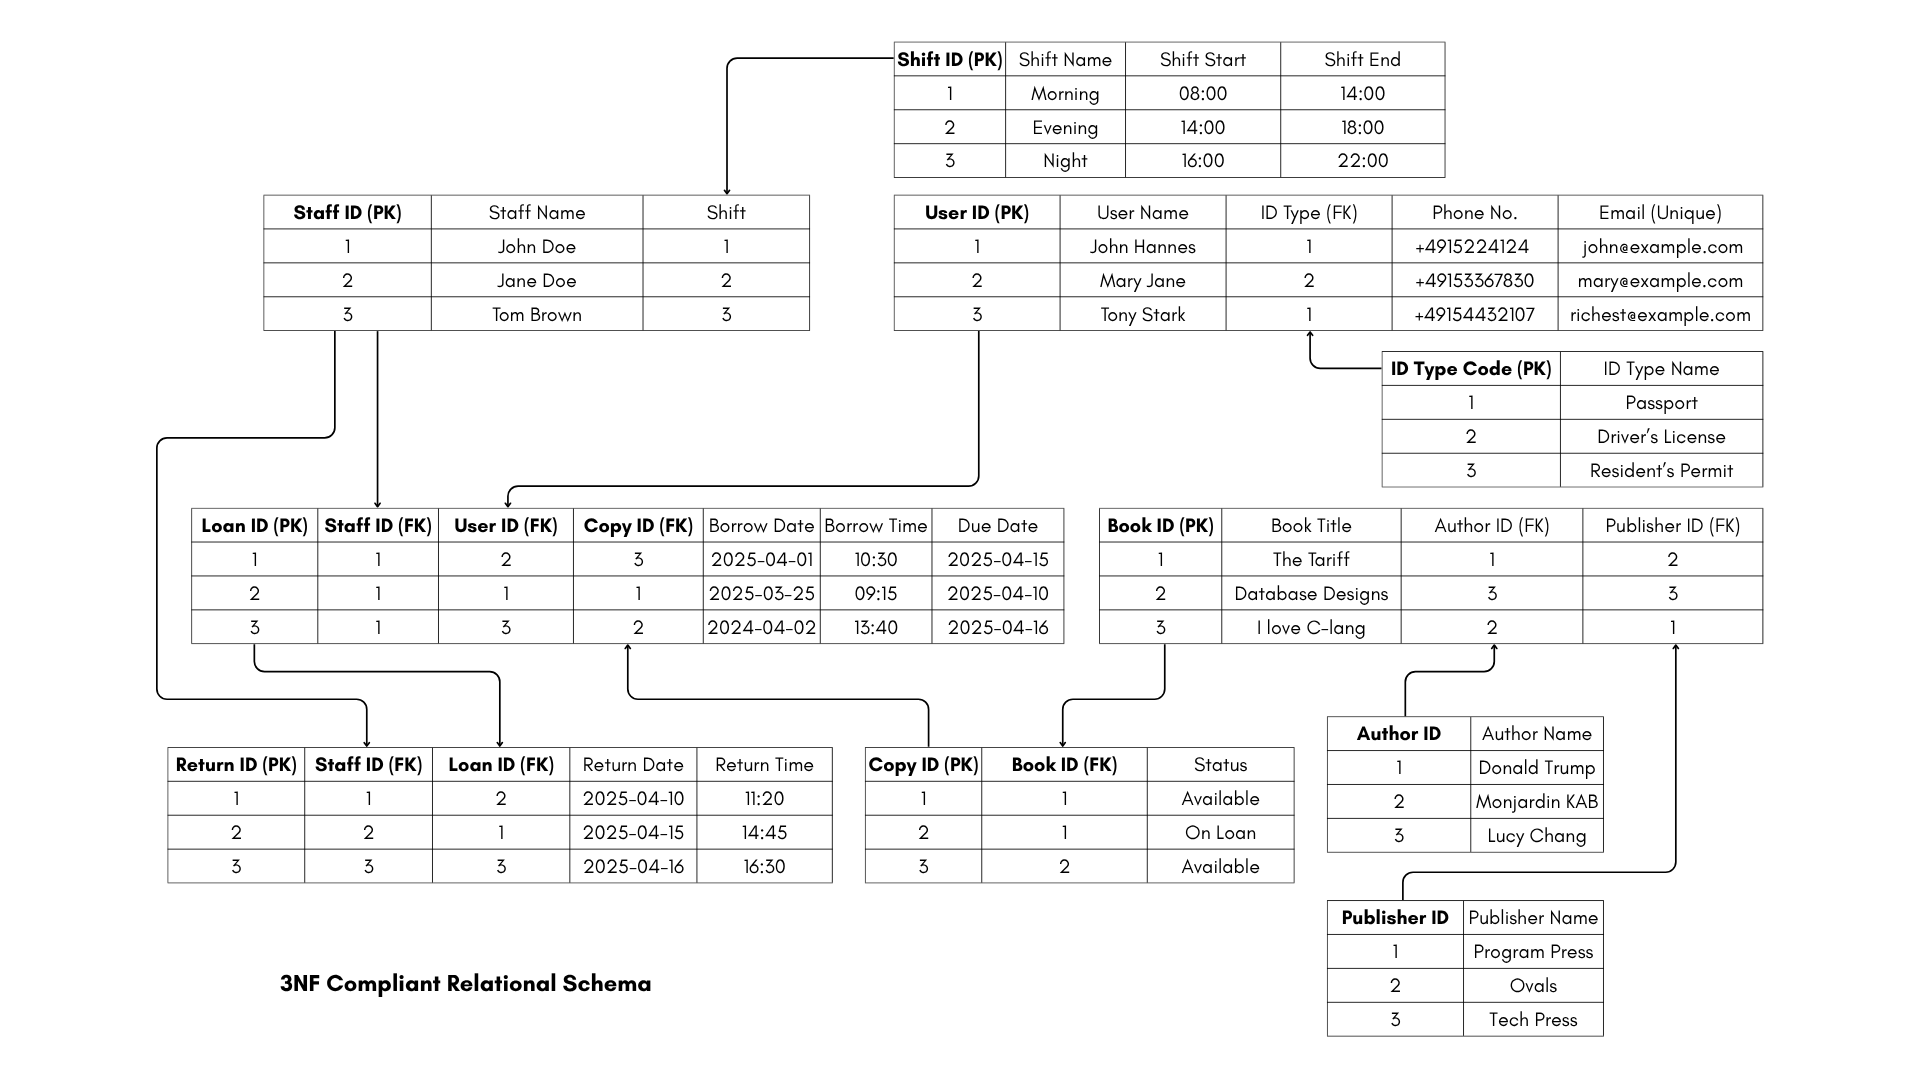 Shift ID (PK) Shift Name Shift Start Shift End
1 Morning 08:00 14:00
2 Evening 14:00 18:00
3 Night 16:00 22:00
Staff ID (PK) Staff Name Shift
1 John Doe 1
2 Jane Doe 2
3 Tom Brown 3
User ID (PK) User Name ID Type (FK) Phone No. Email (Unique)
1 John Hannes 1 +4915224124 john@example.com
2 Mary Jane 2 +49153367830 mary@example.com
3 Tony Stark 1 +49154432107 richest@example.com
ID Type Code (PK) ID Type Name
1 Passport
2 Driver’s License
3 Resident’s Permit
Loan ID (PK) Staff ID (FK) User ID (FK) Copy ID (FK) Borrow Date Borrow Time Due Date
1 1 2 3 2025-04-01 10:30 2025-04-15
2 1 1 1 2025-03-25 09:15 2025-04-10
3 1 3 2 2024-04-02 13:40 2025-04-16
Book ID (PK) Book Title Author ID (FK) Publisher ID (FK)
1 The Tariff 1 2
2 Database Designs 3 3
3 I love C-lang 2 1
Return ID (PK) Staff ID (FK) Loan ID (FK) Return Date Return Time
1 1 2 2025-04-10 11:20
2 2 1 2025-04-15 14:45
3 3 3 2025-04-16 16:30
Copy ID (PK) Book ID (FK) Status
1 1 Available
2 1 On Loan
3 2 Available
Author ID Author Name
1 Donald Trump
2 Monjardin KAB
3 Lucy Chang
Publisher ID Publisher Name
1 Program Press
2 Ovals
3 Tech Press
3NF Compliant Relational Schema